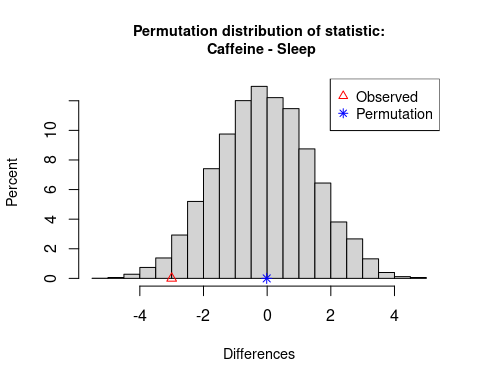 Permutation distribution of statistic:
Caffeine - Sleep
Observed
Permutation
Percent
10
8
6
4
2
0
-4 -2 0 2 4
Differences